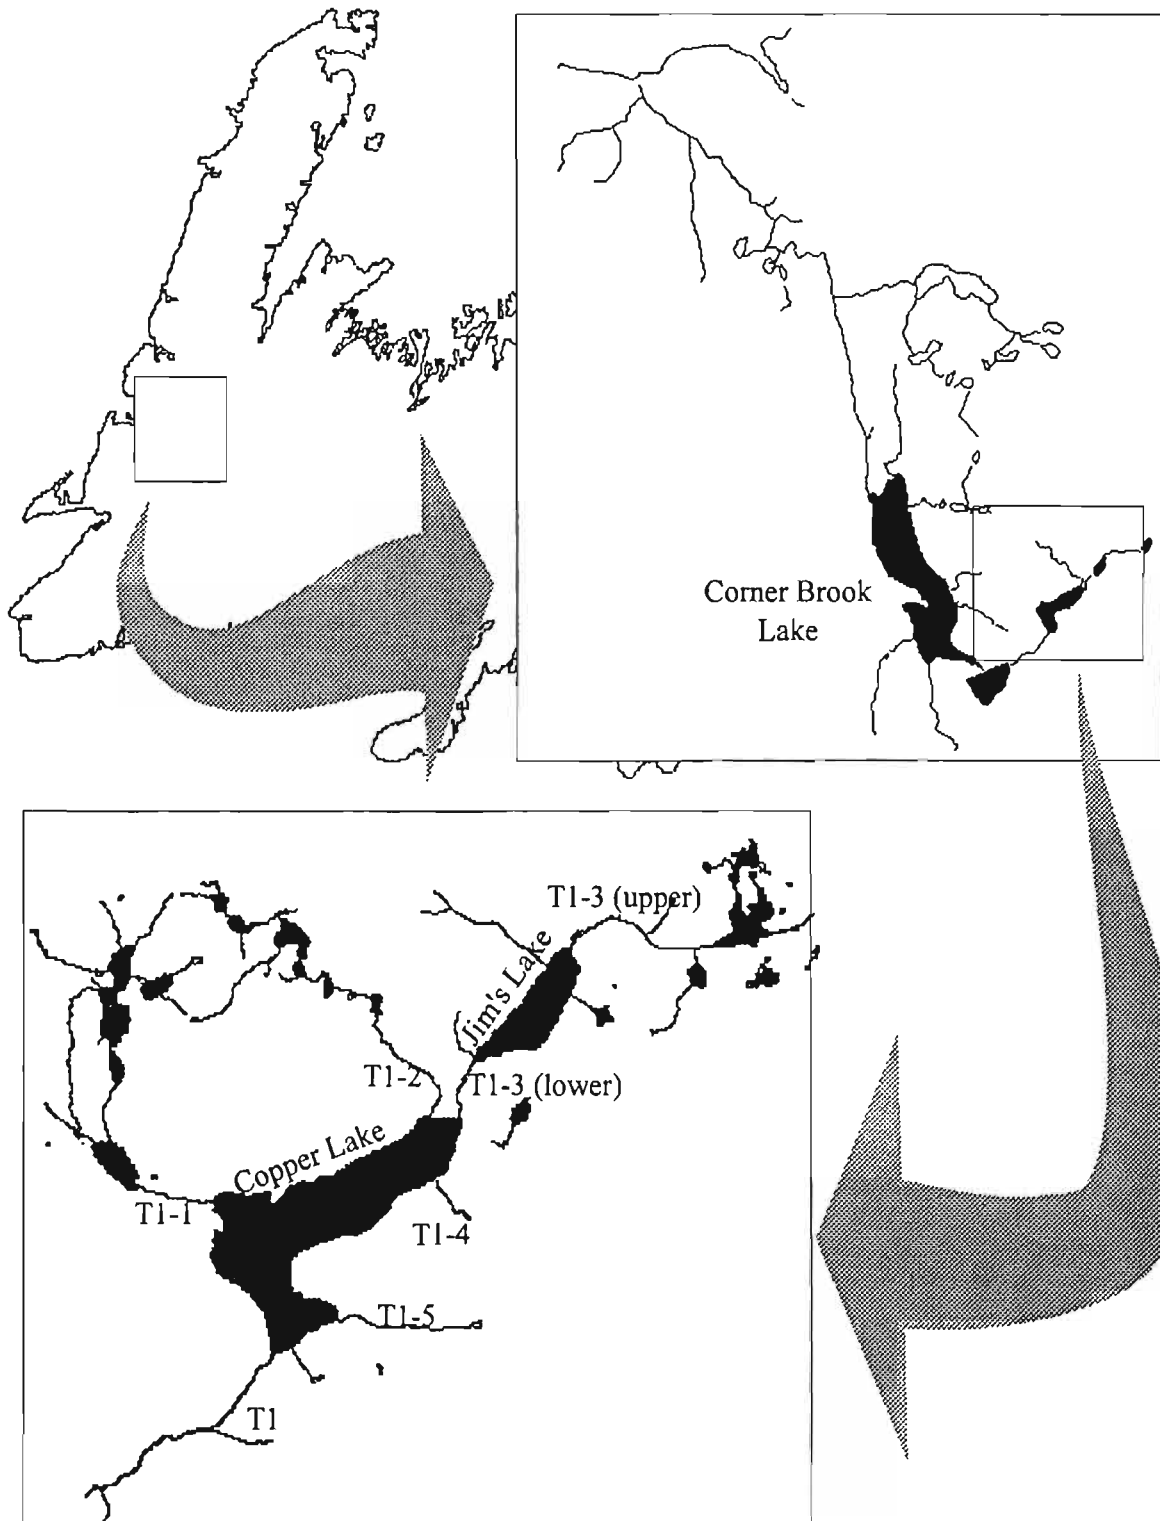 Corner Brook
Lake
T1-3 (upper)
Jim's Lake
T1-2
T1-3 (lower)
Copper Lake
T1-1
T1-4
T1-5
T1